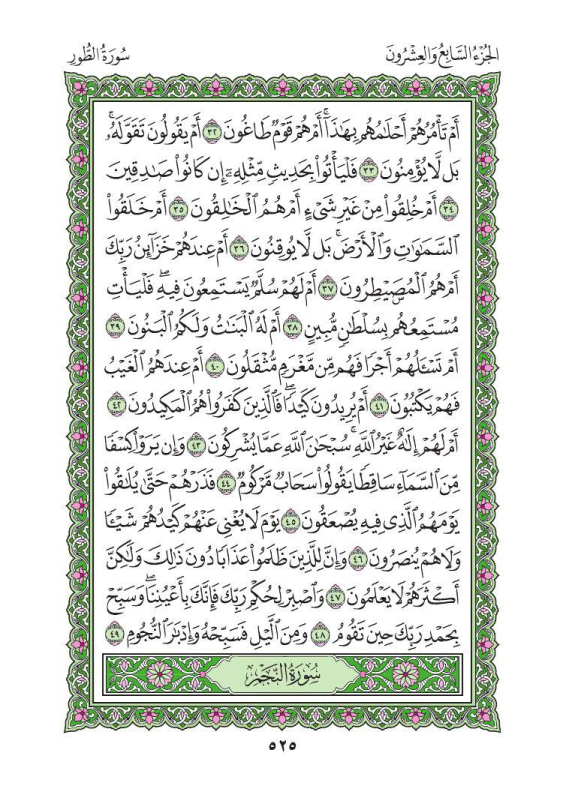 الجُزْءُ السَّابِعُ وَالعِشْرُونَ
سُورَةُ الطُّورِ
أَمۡ تَأۡمُرُهُمۡ أَحۡلَٰمُهُم بِهَٰذَآۚ أَمۡ هُمۡ قَوۡمٞ طَاغُونَ ٣٢ أَمۡ يَقُولُونَ تَقَوَّلَهُۥۚ
بَل لَّا يُؤۡمِنُونَ ٣٣ فَلۡيَأۡتُواْ بِحَدِيثٖ مِّثۡلِهِۦٓ إِن كَانُواْ صَٰدِقِينَ
٣٤ أَمۡ خُلِقُواْ مِنۡ غَيۡرِ شَيۡءٍ أَمۡ هُمُ ٱلۡخَٰلِقُونَ ٣٥ أَمۡ خَلَقُواْ
ٱلسَّمَٰوَٰتِ وَٱلۡأَرۡضَۚ بَل لَّا يُوقِنُونَ ٣٦ أَمۡ عِندَهُمۡ خَزَآئِنُ رَبِّكَ
أَمۡ هُمُ ٱلۡمُصَۜيۡطِرُونَ ٣٧ أَمۡ لَهُمۡ سُلَّمٞ يَسۡتَمِعُونَ فِيهِۖ فَلۡيَأۡتِ
مُسۡتَمِعُهُم بِسُلۡطَٰنٖ مُّبِينٍ ٣٨ أَمۡ لَهُ ٱلۡبَنَٰتُ وَلَكُمُ ٱلۡبَنُونَ ٣٩
أَمۡ تَسۡـَٔلُهُمۡ أَجۡرٗا فَهُم مِّن مَّغۡرَمٖ مُّثۡقَلُونَ ٤٠ أَمۡ عِندَهُمُ ٱلۡغَيۡبُ
فَهُمۡ يَكۡتُبُونَ ٤١ أَمۡ يُرِيدُونَ كَيۡدٗاۖ فَٱلَّذِينَ كَفَرُواْ هُمُ ٱلۡمَكِيدُونَ ٤٢
أَمۡ لَهُمۡ إِلَٰهٌ غَيۡرُ ٱللَّهِۚ سُبۡحَٰنَ ٱللَّهِ عَمَّا يُشۡرِكُونَ ٤٣ وَإِن يَرَوۡاْ كِسۡفٗا
مِّنَ ٱلسَّمَآءِ سَاقِطٗا يَقُولُواْ سَحَابٞ مَّرۡكُومٞ ٤٤ فَذَرۡهُمۡ حَتَّىٰ يُلَٰقُواْ
يَوۡمَهُمُ ٱلَّذِي فِيهِ يُصۡعَقُونَ ٤٥ يَوۡمَ لَا يُغۡنِي عَنۡهُمۡ كَيۡدُهُمۡ شَيۡـٔٗا
وَلَا هُمۡ يُنصَرُونَ ٤٦ وَإِنَّ لِلَّذِينَ ظَلَمُواْ عَذَابٗا دُونَ ذَٰلِكَ وَلَٰكِنَّ
أَكۡثَرَهُمۡ لَا يَعۡلَمُونَ ٤٧ وَٱصۡبِرۡ لِحُكۡمِ رَبِّكَ فَإِنَّكَ بِأَعۡيُنِنَاۖ وَسَبِّحۡ
بِحَمۡدِ رَبِّكَ حِينَ تَقُومُ ٤٨ وَمِنَ ٱلَّيۡلِ فَسَبِّحۡهُ وَإِدۡبَٰرَ ٱلنُّجُومِ ٤٩
سُورَةُ النَّجۡمِ
٥٢٥